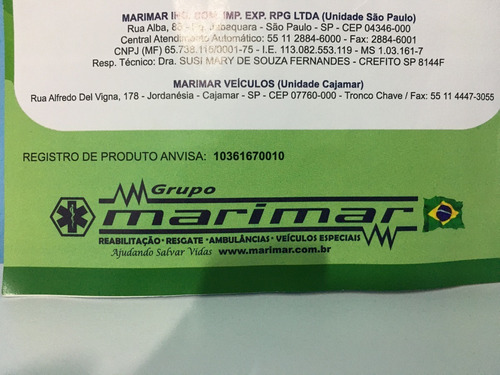 MARIMAR IND. COM. IMP. EXP. RPG LTDA (Unidade São Paulo)
Rua Alba, - Jabaquara - São Paulo - SP - CEP 04346-000
Central Atendimento Automático: 55 11 2884-6000 - Fax: 2884-6001
CNPJ (MF) 65.738.116/0001-75 - I.E. 113.082.553.119 - MS 1.03.161-7
Resp. Técnico: Dra. SUSI MARY DE SOUZA FERNANDES - CREFITO SP 8144F
MARIMAR VEÍCULOS (Unidade Cajamar)
Rua Alfredo Del Vigna, 178 - Jordanésia - Cajamar - SP - CEP 07760-000 - Tronco Chave / Fax: 55 11 4447-3055
REGISTRO DE PRODUTO ANVISA: 10361670010
Grupo
marimar
REABILITAÇÃO • RESGATE • AMBULÂNCIAS • VEÍCULOS ESPECIAIS
Ajudando Salvar Vidas www.marimar.com.br